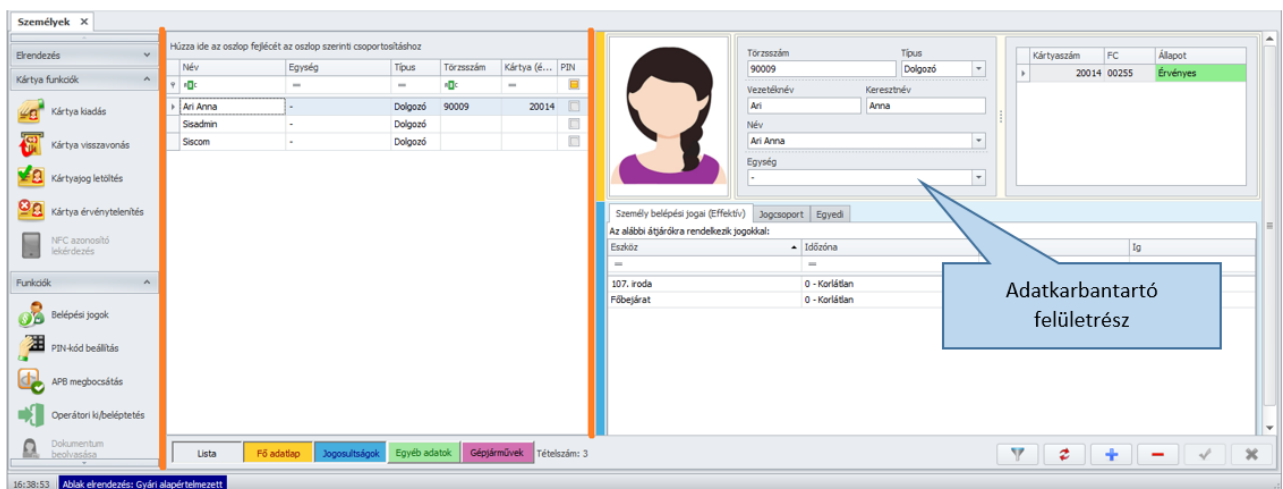 Személyek
Elrendezés
Kártya funkciók
Kártya kiadás
Kártya visszavonás
Kártyajog letöltés
Kártya érvénytelenítés
NFC azonosító
lekérdezés
Funkciók
Belépési jogok
PIN-kód beállítás
APB megbocsátás
Operátori ki/beléptetés
Dokumentum
beolvasása
Húzza ide az oszlop fejlécét az oszlop szerinti csoportosításhoz
Név Egység Típus Törzsszám Kártya (é... PIN
Ari Anna - Dolgozó 90009 20014
Sisadmin - Dolgozó
Siscom - Dolgozó
Lista Fő adatlap Jogosultságok Egyéb adatok Gépjárművek Tételszám: 3
Törzsszám Típus
90009 Dolgozó
Vezetéknév Keresztnév
Ari Anna
Név
Ari Anna
Egység
-
Kártyaszám FC Állapot
20014 00255 Érvényes
Személy belépési jogai (Effektív) Jogcsoport Egyedi
Az alábbi átjárókra rendelkezik jogokkal:
Eszköz Időzóna Ig
= =
107. iroda 0 - Korlátlan
Főbejárat 0 - Korlátlan
Adatkarbantartó
felületrész
16:38:53 Ablak elrendezés: Gyári alapértelmezett